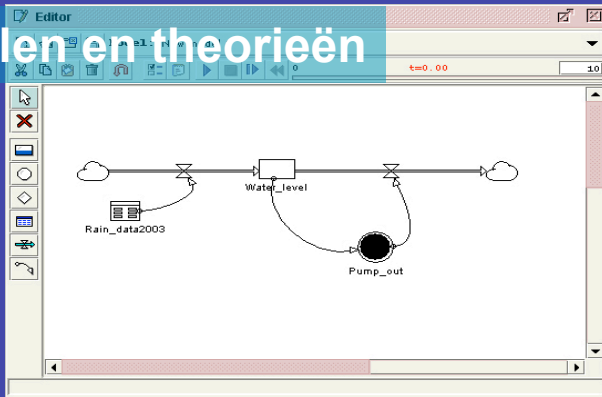 Editor
len en theorieën
0
t=0.00
10
Water_level
Rain_data2003
Pump_out